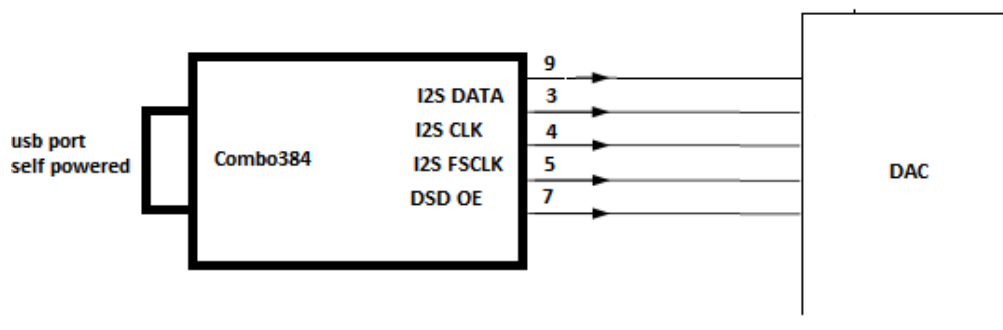 9
I2S DATA 3
I2S CLK 4
usb port
self powered
Combo384
I2S FSCLK 5
DSD OE 7
DAC